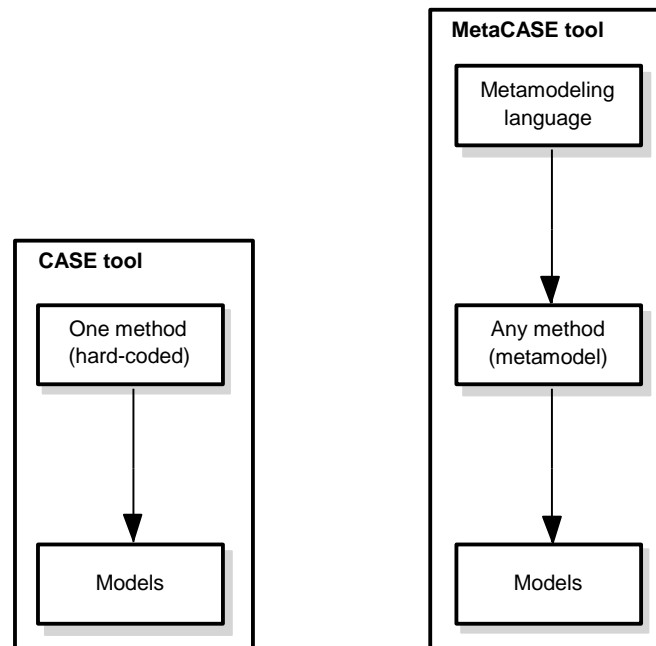 CASE tool
One method
(hard-coded)
Models
MetaCASE tool
Metamodeling
language
Any method
(metamodel)
Models